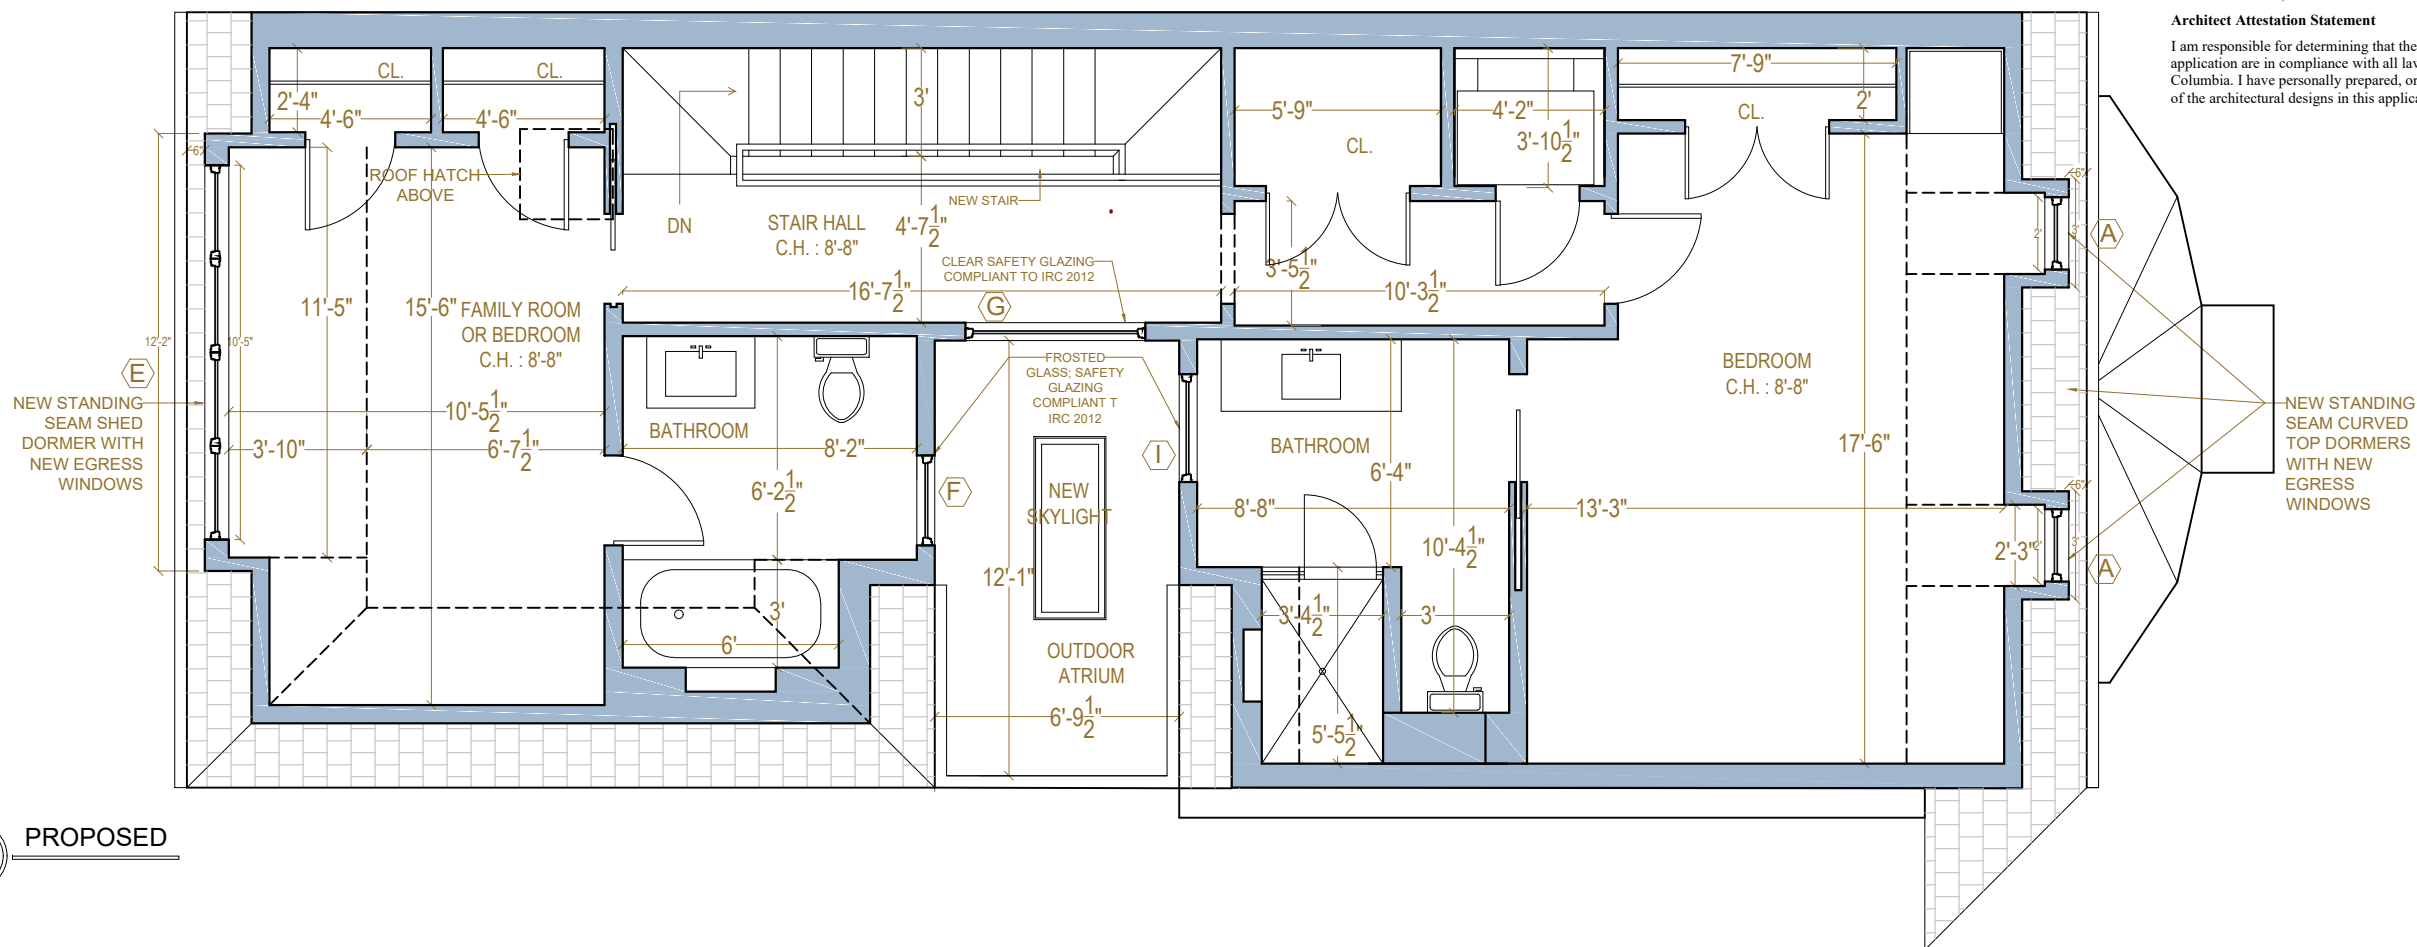 Architect Attestation Statement
I am responsible for determining that the
application are in compliance with all law
Columbia. I have personally prepared, or
of the architectural designs in this applica
CL.
CL.
2'-4"
4'-6"
4'-6"
3'
5'-9"
CL.
4'-2"
3'-10 1/2"
7'-9"
2'
CL.
6"
ROOF HATCH
ABOVE
DN
NEW STAIR
STAIR HALL
C.H. : 8'-8"
4'-7 1/2"
CLEAR SAFETY GLAZING
COMPLIANT TO IRC 2012
3'-5 1/2"
16'-7 1/2"
10'-3 1/2"
G
6"
2'
3'
A
11'-5"
15'-6"
FAMILY ROOM
OR BEDROOM
C.H. : 8'-8"
12'-2"
10'-5"
E
NEW STANDING
SEAM SHED
DORMER WITH
NEW EGRESS
WINDOWS
10'-5 1/2"
3'-10"
6'-7 1/2"
BATHROOM
8'-2"
6'-2 1/2"
F
FROSTED
GLASS; SAFETY
GLAZING
COMPLIANT T
IRC 2012
I
NEW
SKYLIGHT
BATHROOM
6'-4"
8'-8"
10'-4 1/2"
BEDROOM
C.H. : 8'-8"
17'-6"
13'-3"
NEW STANDING
SEAM CURVED
TOP DORMERS
WITH NEW
EGRESS
WINDOWS
6"
2'-3"
2'
3'
A
12'-1"
3'
6'
3'-4 1/2"
3'
OUTDOOR
ATRIUM
6'-9 1/2"
5'-5 1/2"
PROPOSED